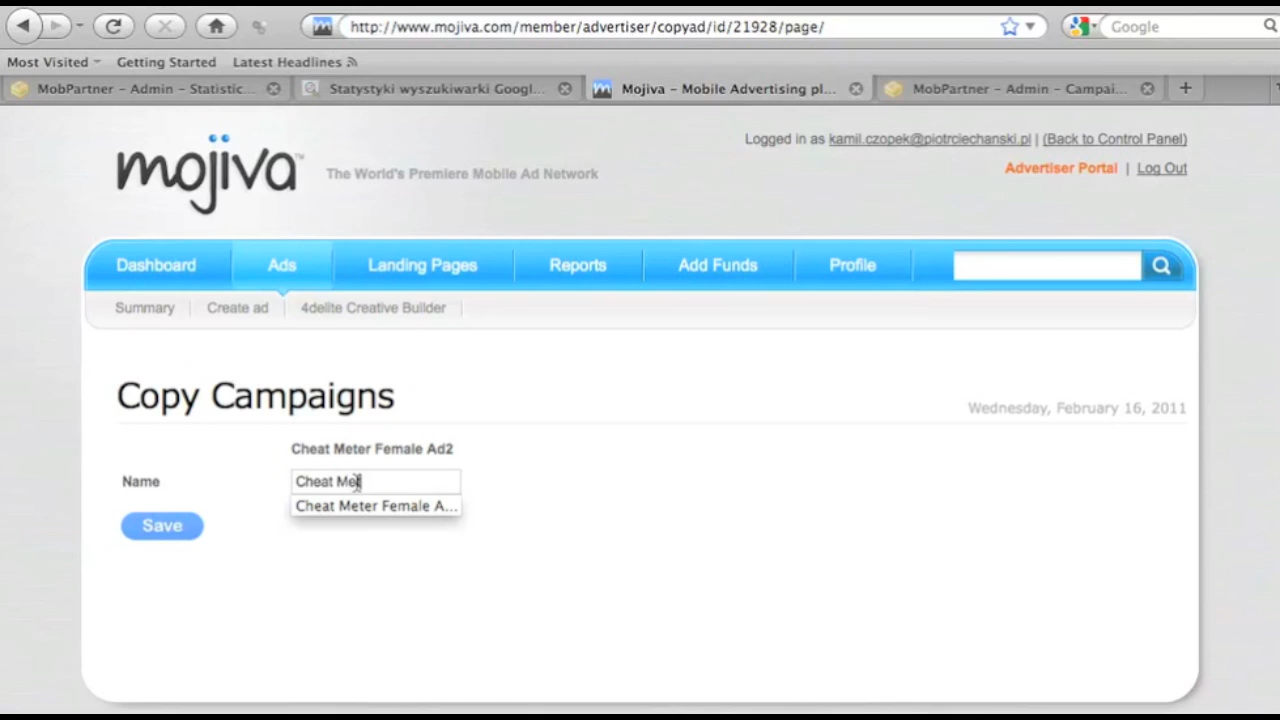 http://www.mojiva.com/member/advertiser/copyad/id/21928/page/
Google
Most Visited
Getting Started
Latest Headlines
MobPartner – Admin – Statistic...
Statystyki wyszukiwarki Googl...
Mojiva – Mobile Advertising pl...
MobPartner – Admin – Campai...
mojiva™
The World's Premiere Mobile Ad Network
Logged in as kamil.czopek@piotrciechanski.pl | (Back to Control Panel)
Advertiser Portal | Log Out
Dashboard
Ads
Landing Pages
Reports
Add Funds
Profile
Summary
Create ad
4delite Creative Builder
Copy Campaigns
Wednesday, February 16, 2011
Cheat Meter Female Ad2
Name
Cheat Met
Cheat Meter Female A...
Save